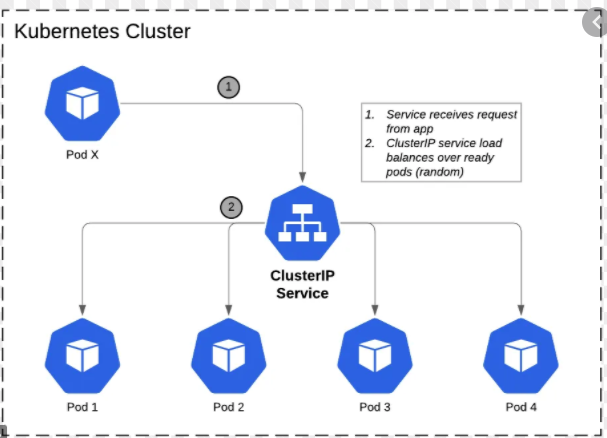 Kubernetes Cluster
1
Pod X
1. Service receives request
from app
2. ClusterIP service load
balances over ready
pods (random)
2
ClusterIP
Service
Pod 1
Pod 2
Pod 3
Pod 4